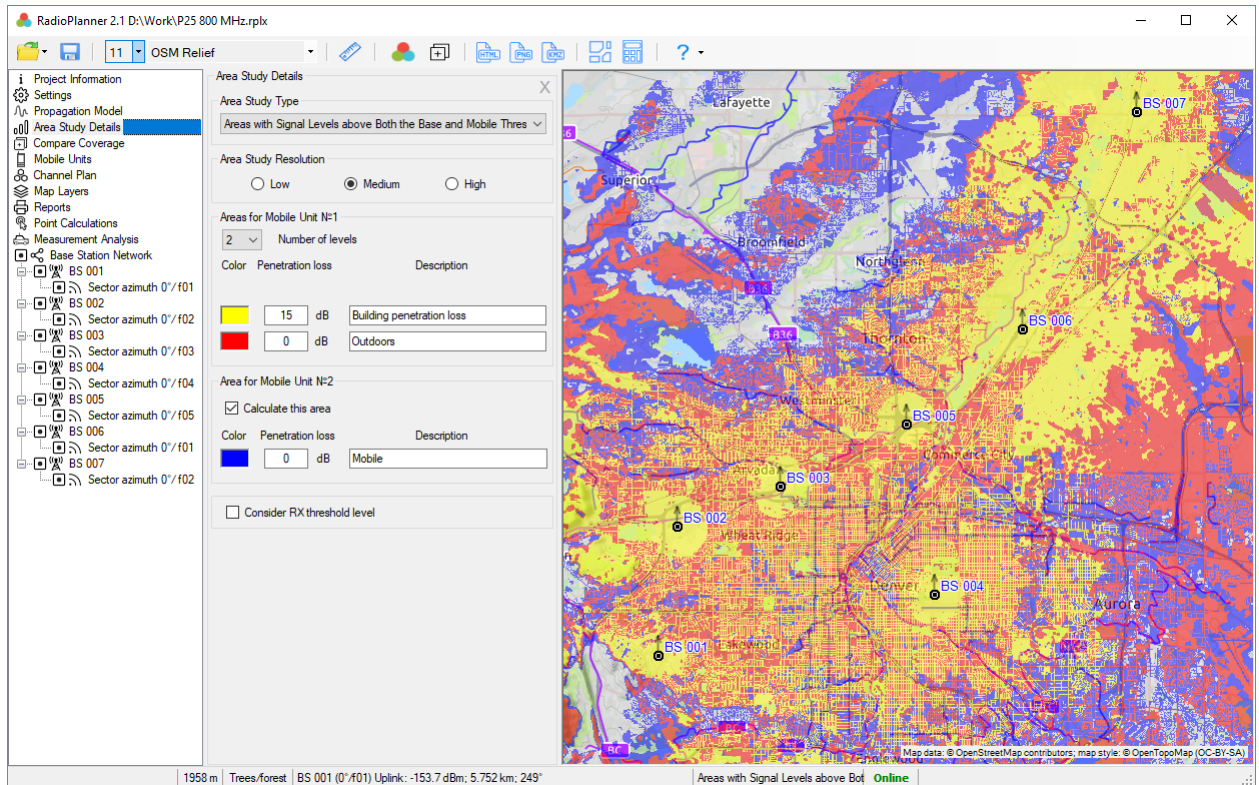 RadioPlanner 2.1 D:\Work\P25 800 MHz.rplx
11 OSM Relief HTML PNG KMZ ?
Project Information
Settings
Propagation Model
Area Study Details
Compare Coverage
Mobile Units
Channel Plan
Map Layers
Reports
Point Calculations
Measurement Analysis
Base Station Network
BS 001
Sector azimuth 0°/ f01
BS 002
Sector azimuth 0°/ f02
BS 003
Sector azimuth 0°/ f03
BS 004
Sector azimuth 0°/ f04
BS 005
Sector azimuth 0°/ f05
BS 006
Sector azimuth 0°/ f01
BS 007
Sector azimuth 0°/ f02
Area Study Details
X
Area Study Type
Areas with Signal Levels above Both the Base and Mobile Thres
Area Study Resolution
Low Medium High
Areas for Mobile Unit №1
2 Number of levels
Color Penetration loss Description
15 dB Building penetration loss
0 dB Outdoors
Area for Mobile Unit №2
Calculate this area
Color Penetration loss Description
0 dB Mobile
Consider RX threshold level
BS 007
Lafayette
Superior
Broomfield
Northglenn
BS 006
B36
Thornton
Westminster
BS 005
Commerce City
Arvada
BS 003
BS 002
Wheat Ridge
Denver
BS 004
Aurora
BS 001
Lakewood
BC
Map data: © OpenStreetMap contributors; map style: © OpenTopoMap (OC-BY-SA)
Englewood
1958 m Trees/forest BS 001 (0°/f01) Uplink: -153.7 dBm; 5.752 km; 249° Areas with Signal Levels above Bot Online